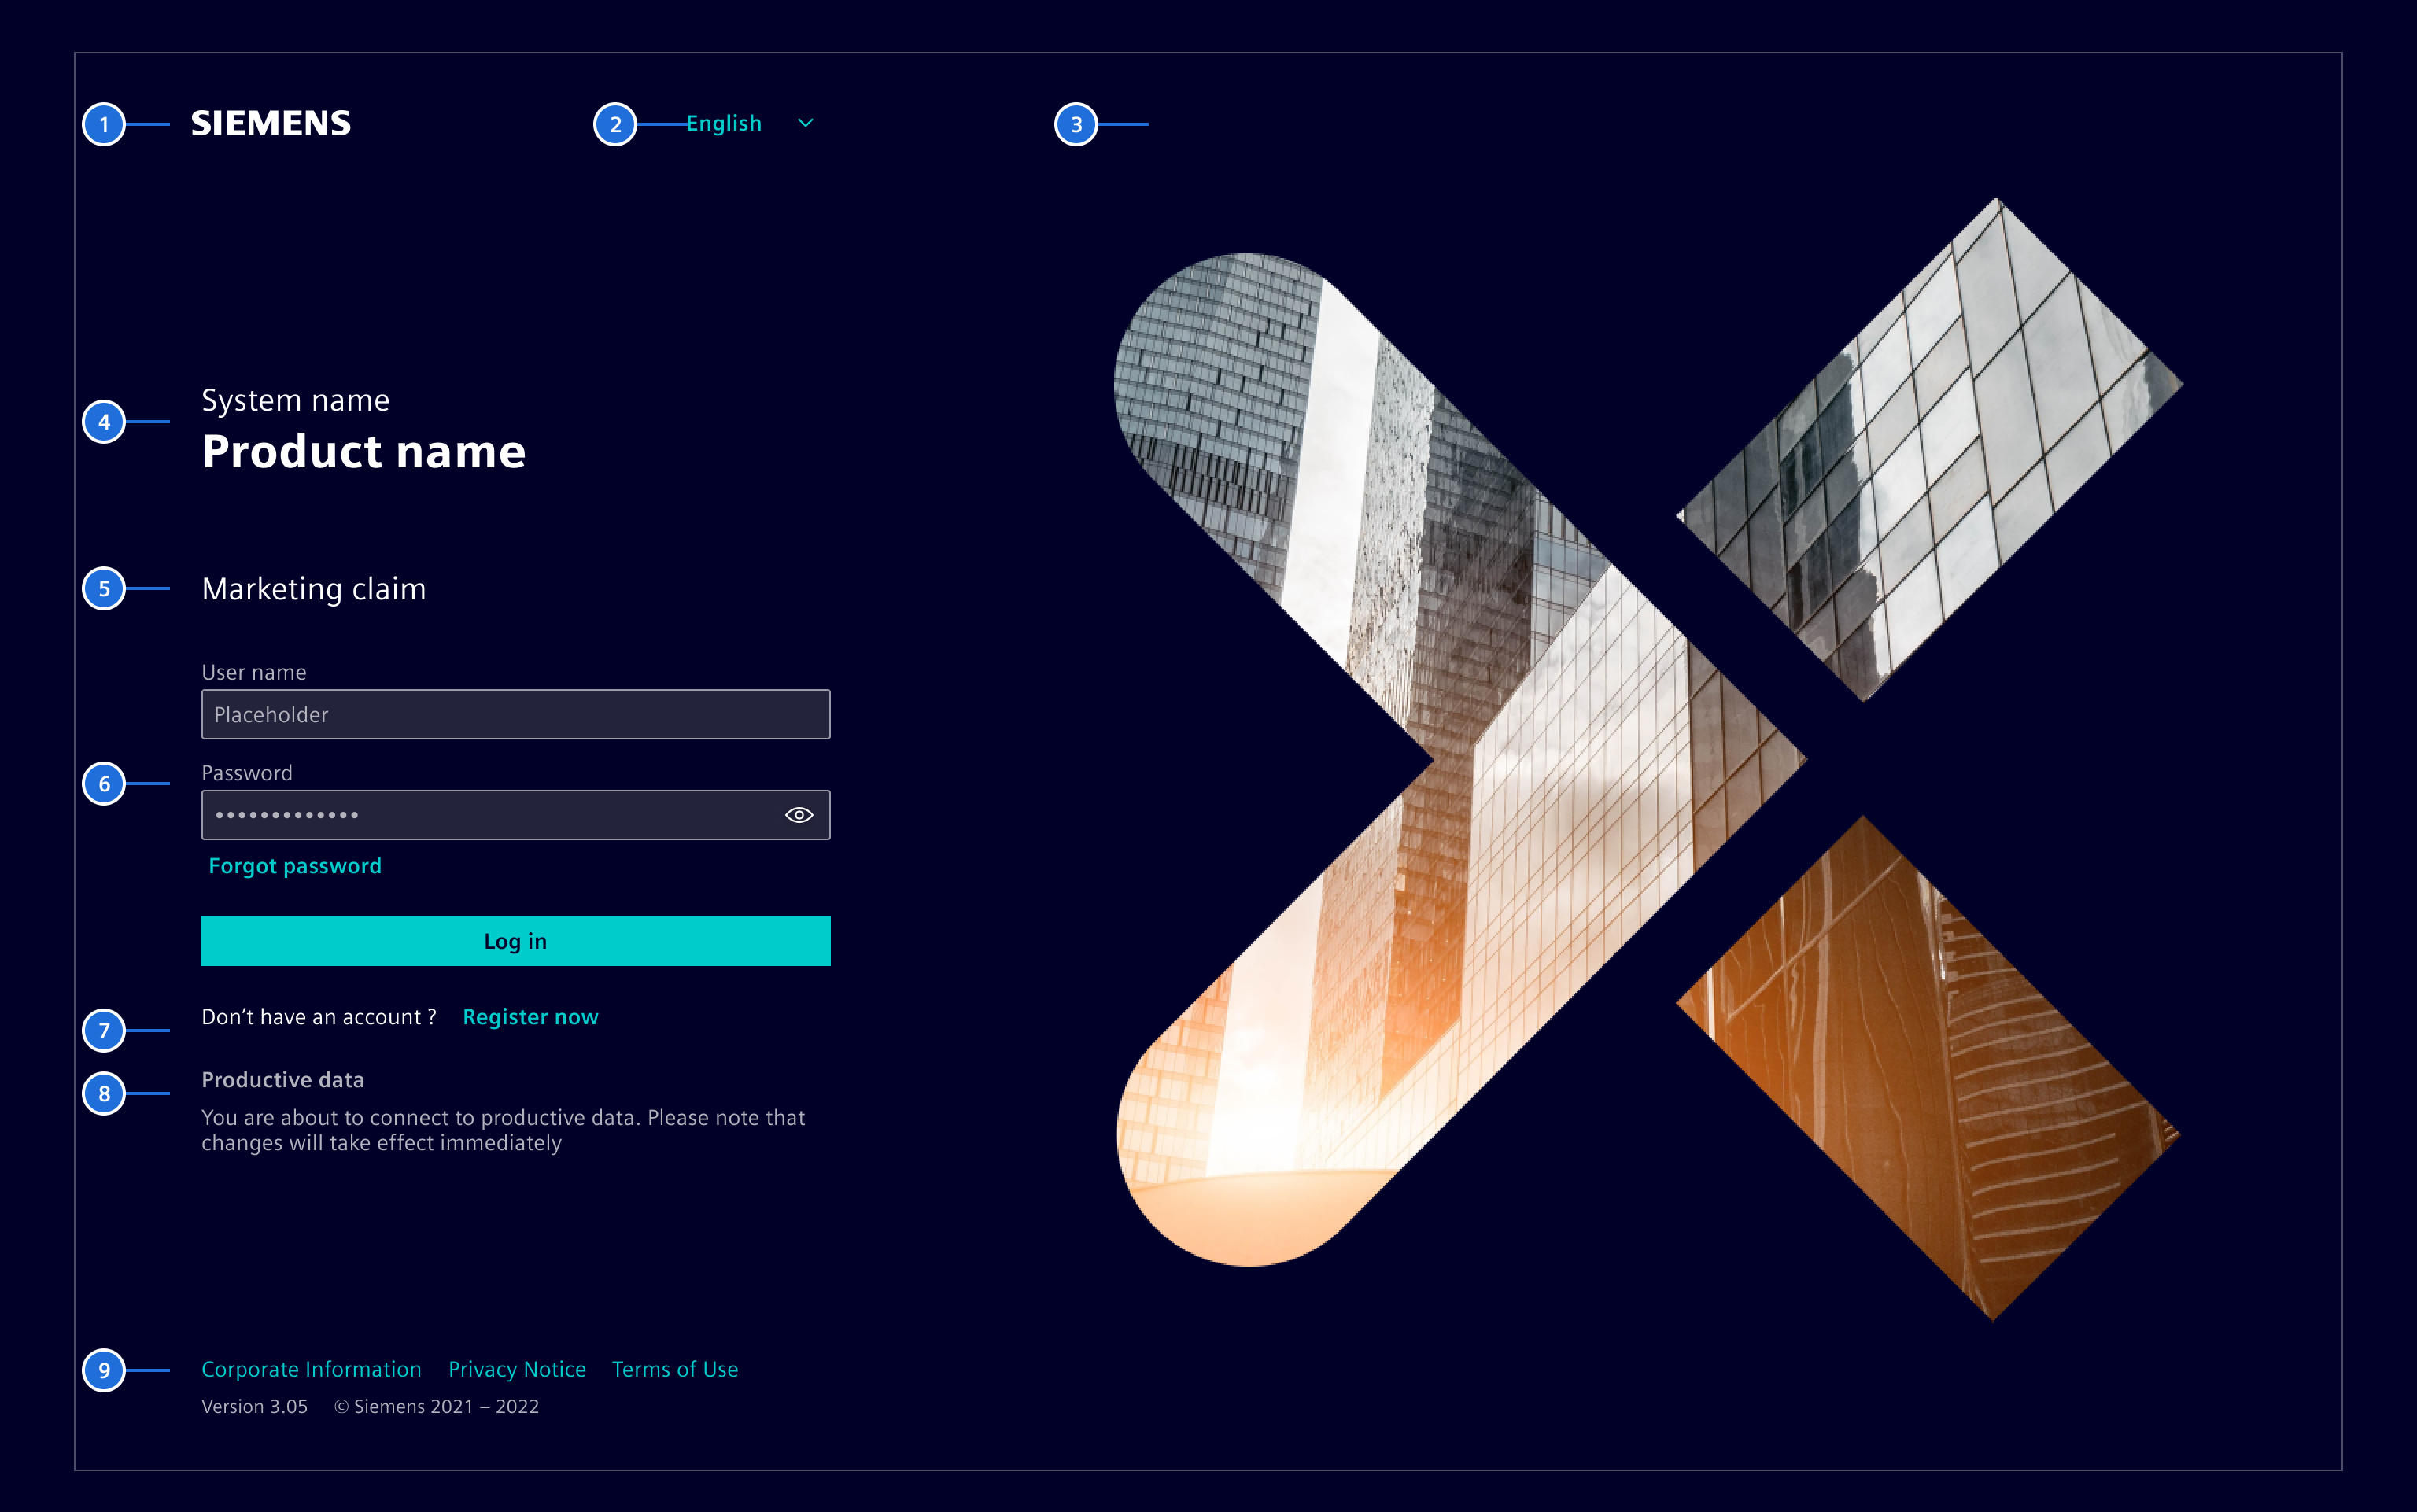 1 SIEMENS 2 English 3
System name
4
Product name
5 Marketing claim
User name
Placeholder
Password
6
•••••••••••••
Forgot password
Log in
Don’t have an account ? Register now
7
Productive data
8
You are about to connect to productive data. Please note that
changes will take effect immediately
9 Corporate Information Privacy Notice Terms of Use
Version 3.05 © Siemens 2021 – 2022